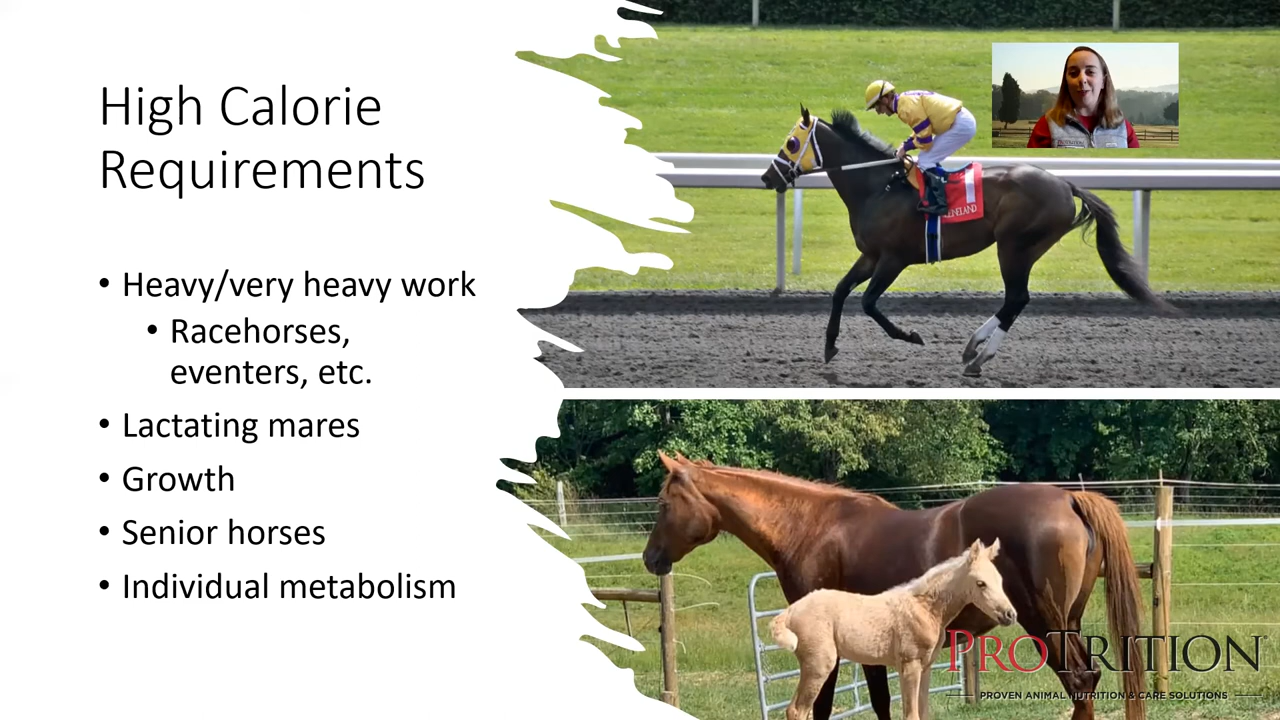 High Calorie
Requirements
• Heavy/very heavy work
• Racehorses,
eventers, etc.
• Lactating mares
• Growth
• Senior horses
• Individual metabolism
PROTRITION
PROVEN ANIMAL NUTRITION & CARE SOLUTIONS